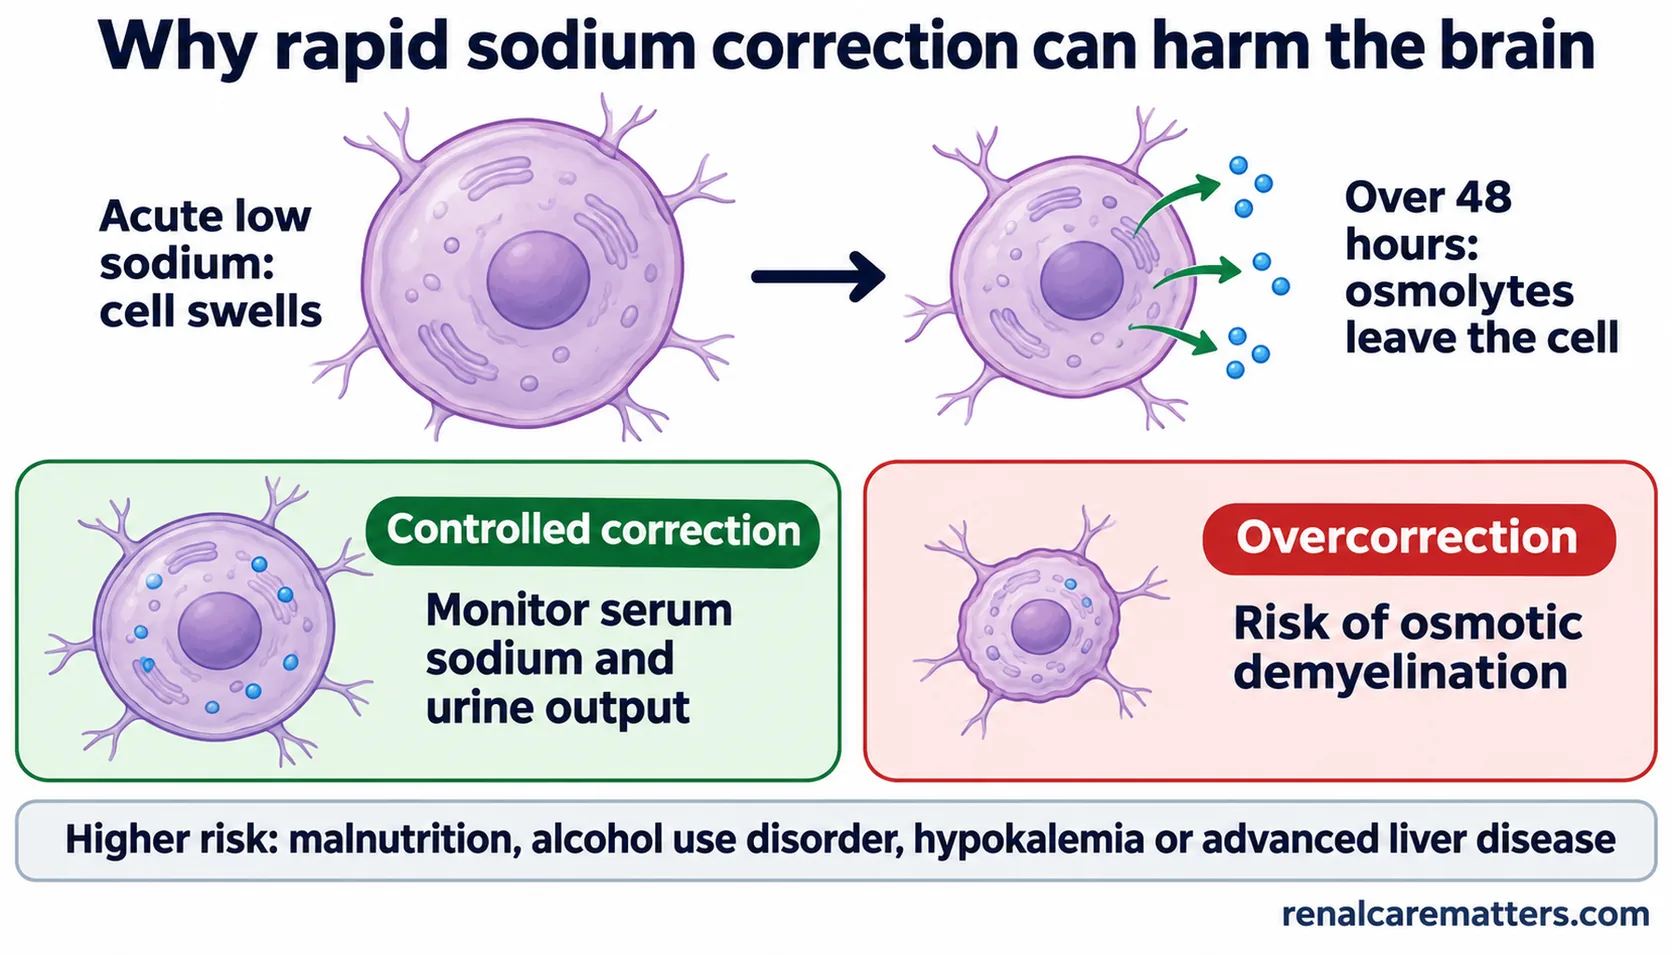 Why rapid sodium correction can harm the brain
Acute low
sodium:
cell swells
Over 48
hours:
osmolytes
leave the cell
Controlled correction
Monitor serum
sodium and
urine output
Overcorrection
Risk of osmotic
demyelination
Higher risk: malnutrition, alcohol use disorder, hypokalemia or advanced liver disease
renalcarematters.com